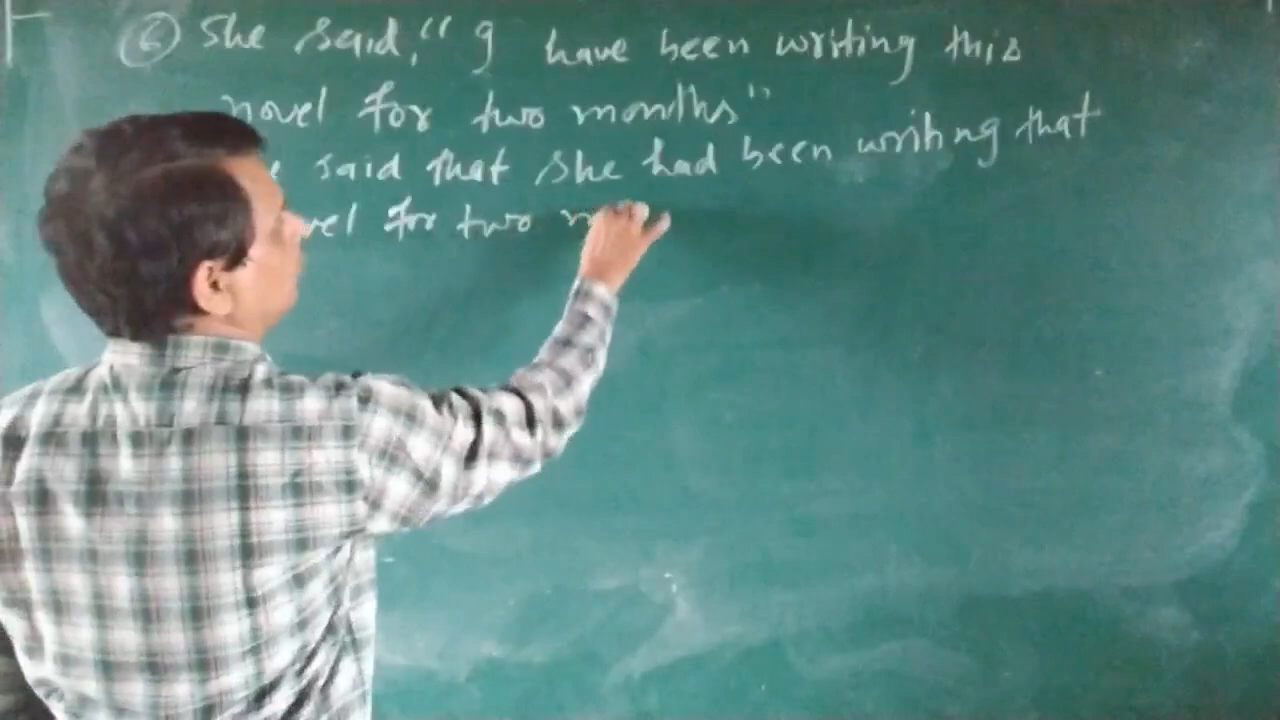 ⑥ She said, "I have been writing this
novel for two months"
said that she had been writing that
for two